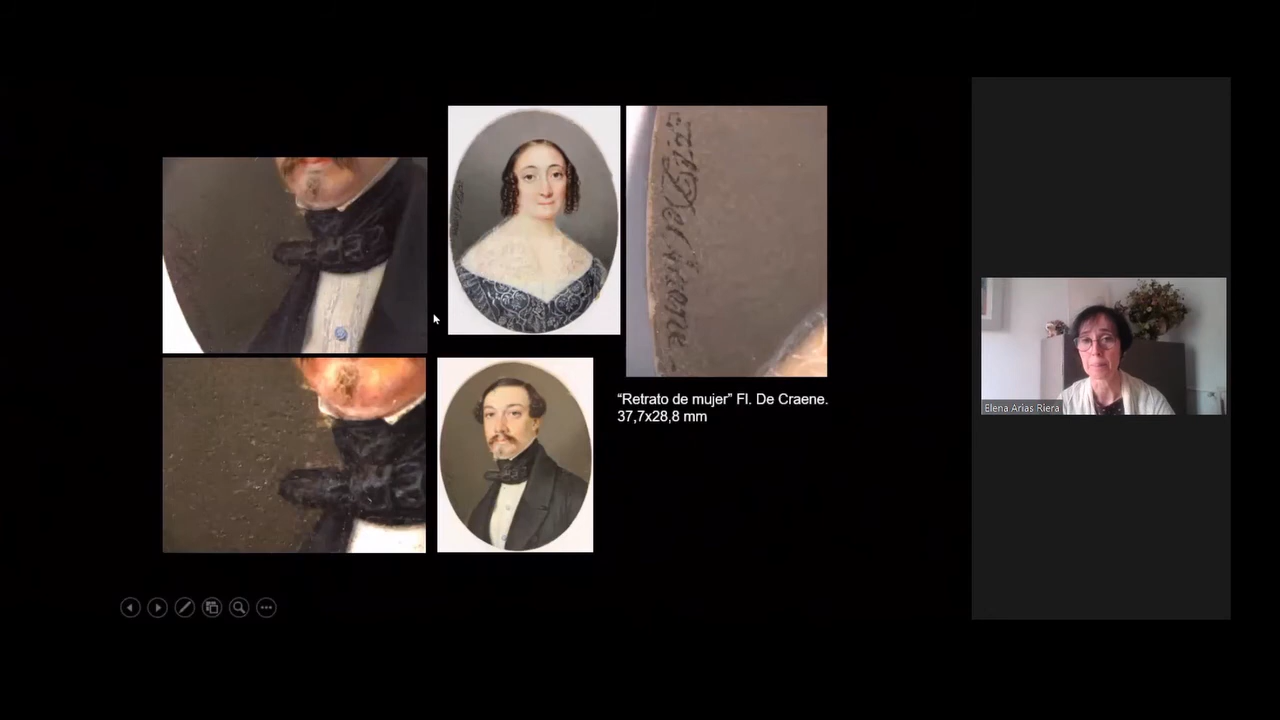 “Retrato de mujer” Fl. De Craene.
37,7x28,8 mm
Elena Arias Riera